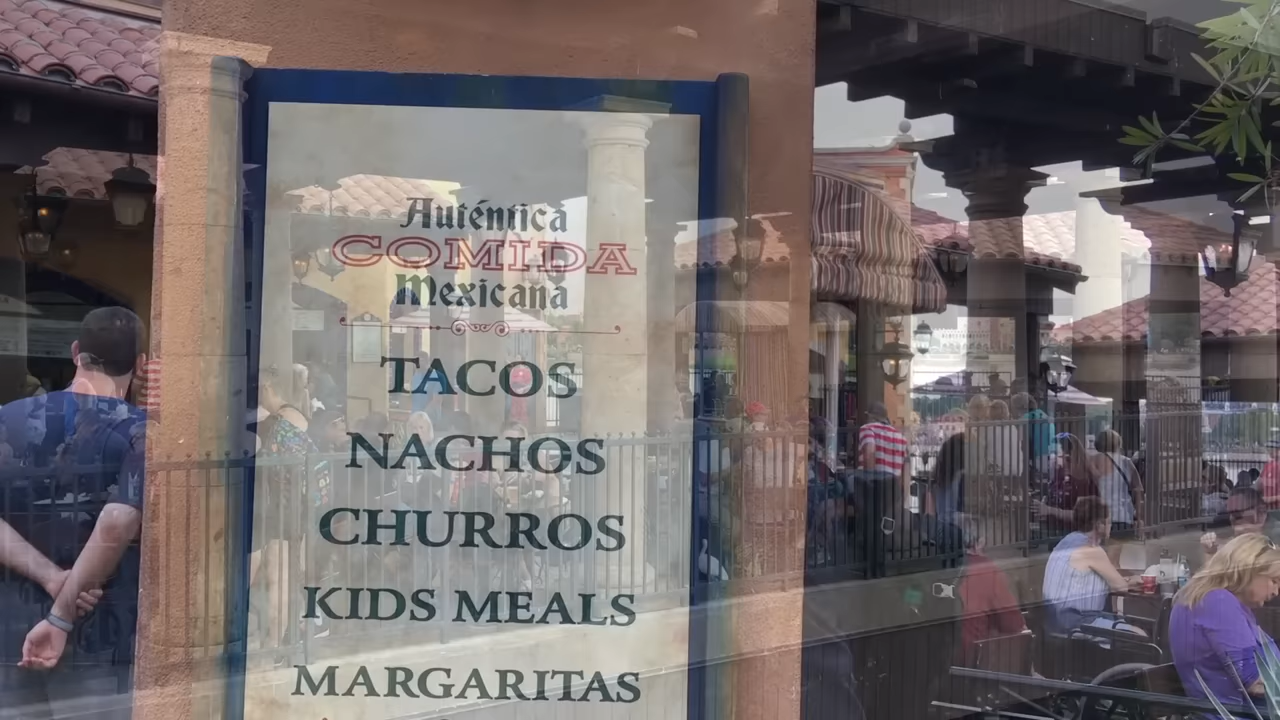 Auténtica
COMIDA
Mexicana
TACOS
NACHOS
CHURROS
KIDS MEALS
MARGARITAS